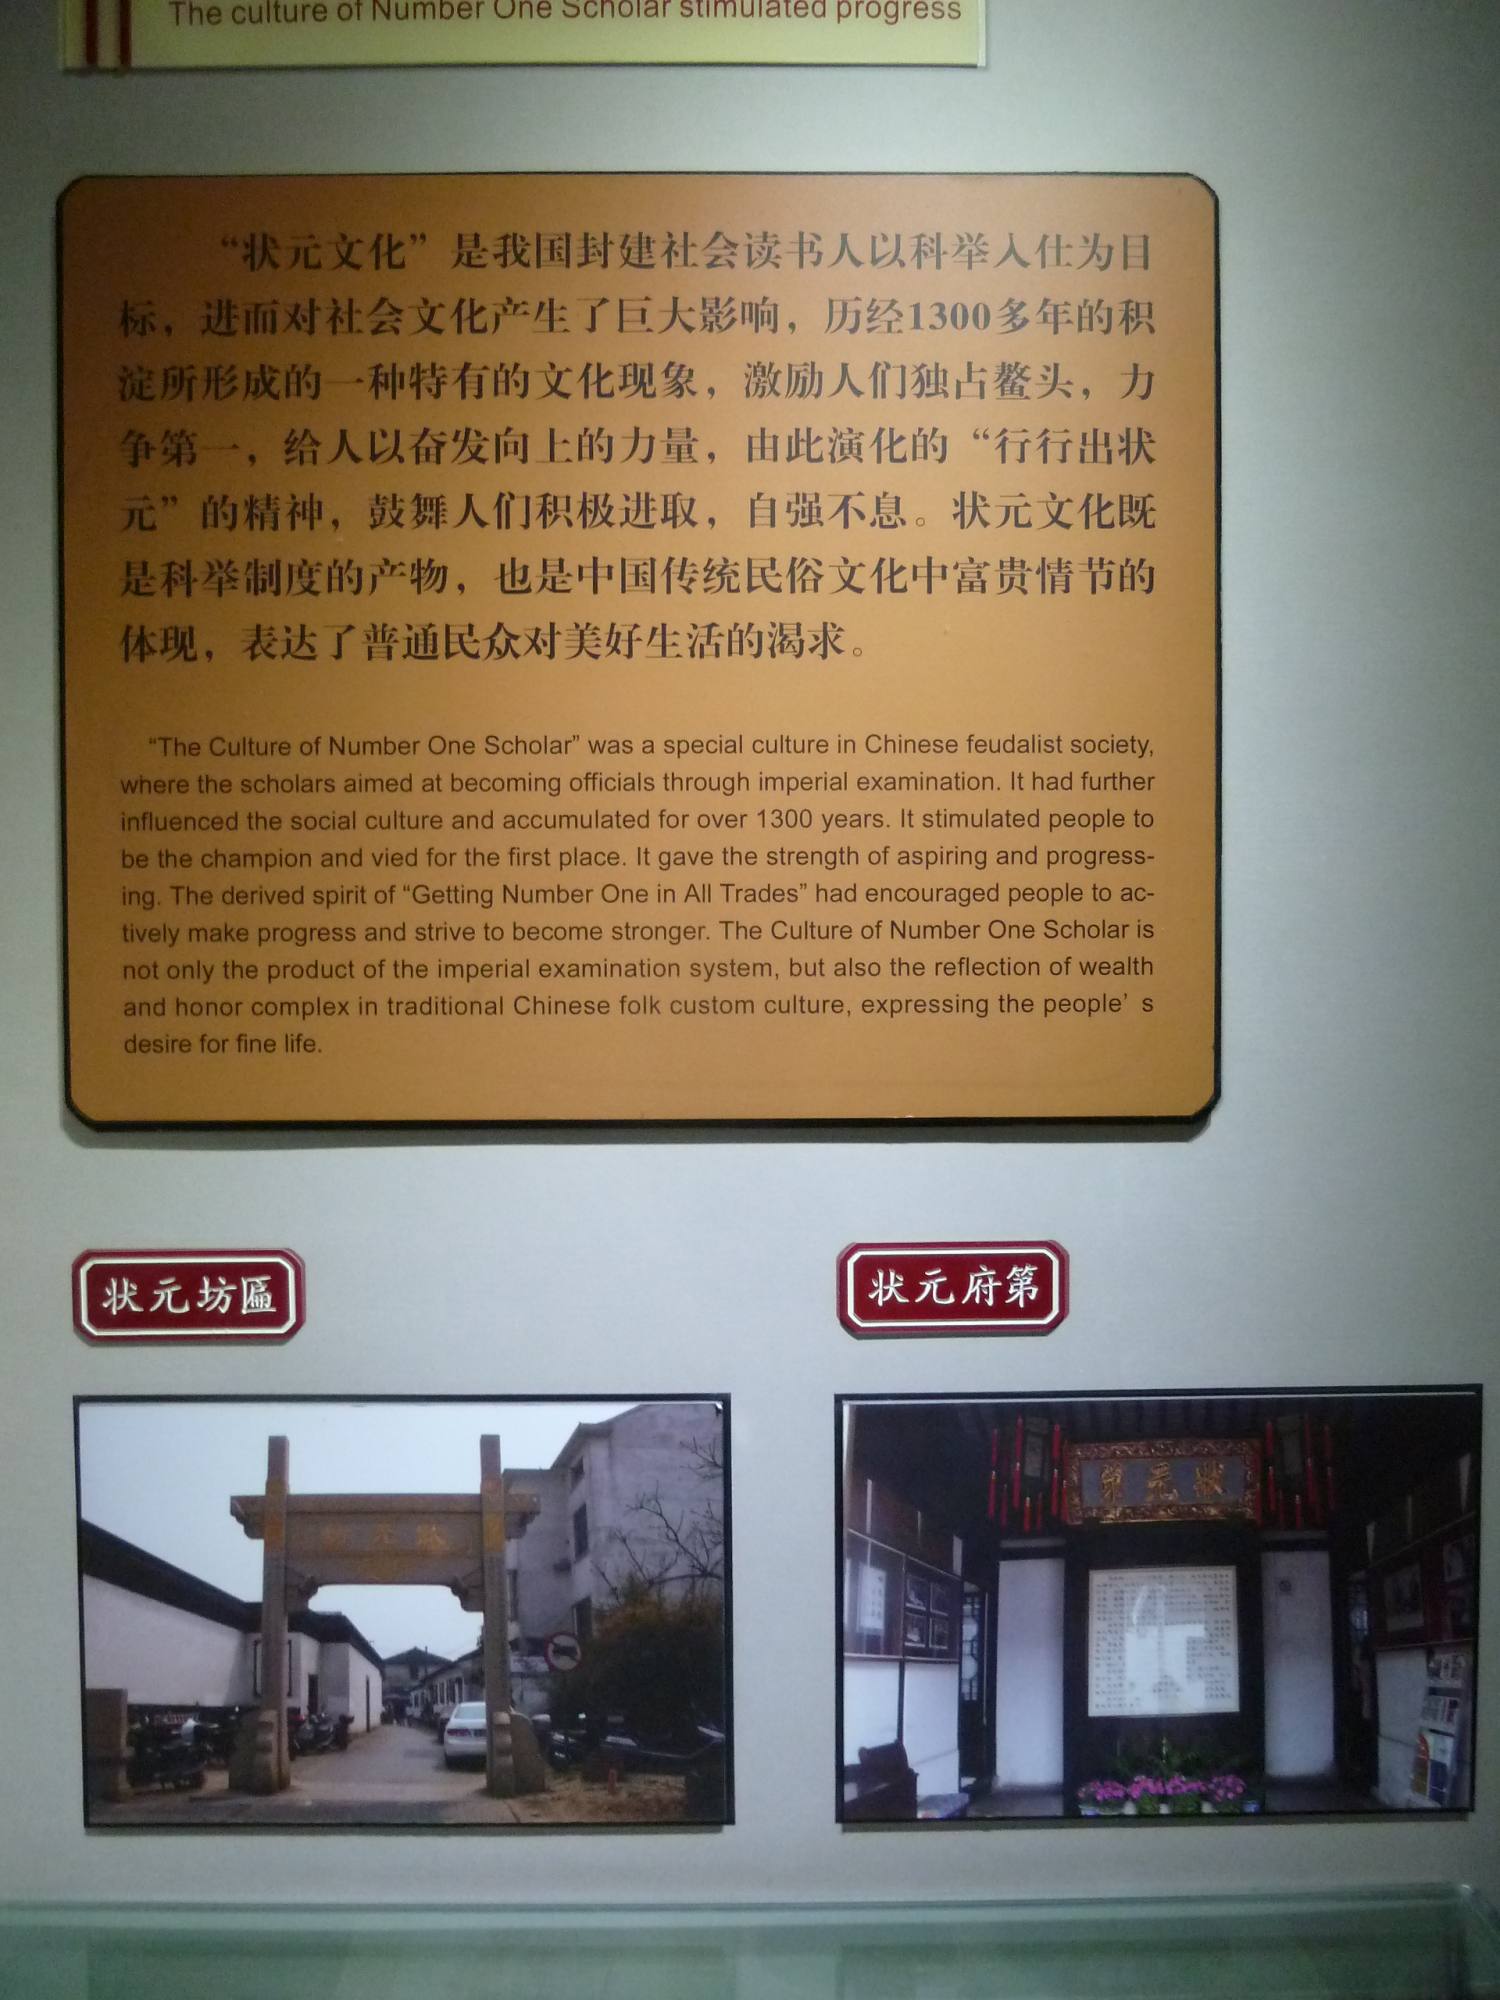 The culture of Number One Scholar stimulated progress
“状元文化”是我国封建社会读书人以科举入仕为目
标，进而对社会文化产生了巨大影响，历经1300多年的积
淀所形成的一种特有的文化现象，激励人们独占鳌头，力
争第一，给人以奋发向上的力量，由此演化的“行行出状
元”的精神，鼓舞人们积极进取，自强不息。状元文化既
是科举制度的产物，也是中国传统民俗文化中富贵情节的
体现，表达了普通民众对美好生活的渴求。
“The Culture of Number One Scholar” was a special culture in Chinese feudalist society,
where the scholars aimed at becoming officials through imperial examination. It had further
influenced the social culture and accumulated for over 1300 years. It stimulated people to
be the champion and vied for the first place. It gave the strength of aspiring and progress-
ing. The derived spirit of “Getting Number One in All Trades” had encouraged people to ac-
tively make progress and strive to become stronger. The Culture of Number One Scholar is
not only the product of the imperial examination system, but also the reflection of wealth
and honor complex in traditional Chinese folk custom culture, expressing the people’ s
desire for fine life.
状元坊匾
状元府第
状元第